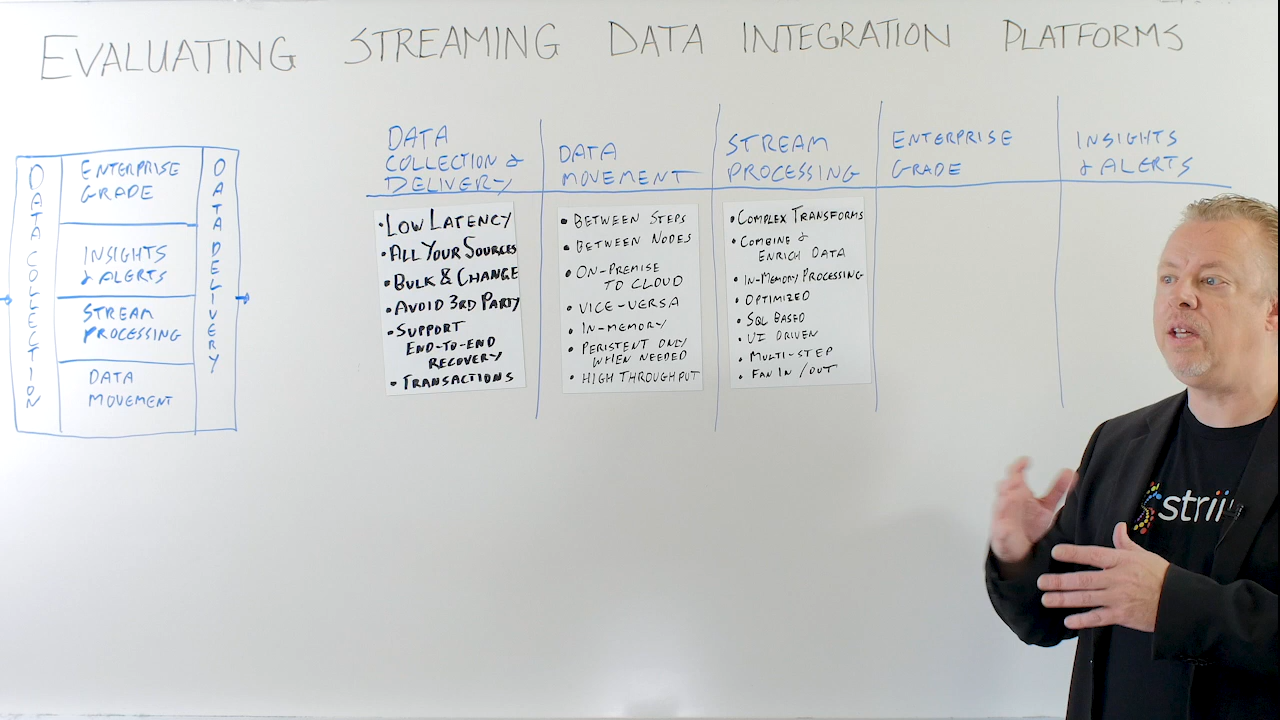 EVALUATING STREAMING DATA INTEGRATION PLATFORMS
DATA COLLECTION
ENTERPRISE
GRADE
INSIGHTS
& ALERTS
STREAM
PROCESSING
DATA
MOVEMENT
DATA DELIVERY
DATA
COLLECTION &
DELIVERY
• LOW LATENCY
• ALL YOUR SOURCES
• BULK & CHANGE
• AVOID 3RD PARTY
• SUPPORT
END-TO-END
RECOVERY
• TRANSACTIONS
DATA
MOVEMENT
• BETWEEN STEPS
• BETWEEN NODES
• ON-PREMISE
TO CLOUD
• VICE-VERSA
• IN-MEMORY
• PERISTENT ONLY
WHEN NEEDED
• HIGH THROUGHPUT
STREAM
PROCESSING
• COMPLEX TRANSFORMS
• COMBINE &
ENRICH DATA
• IN-MEMORY PROCESSING
• OPTIMIZED
• SQL BASED
• UI DRIVEN
• MULTI-STEP
• FAN IN / OUT
ENTERPRISE
GRADE
INSIGHTS
& ALERTS